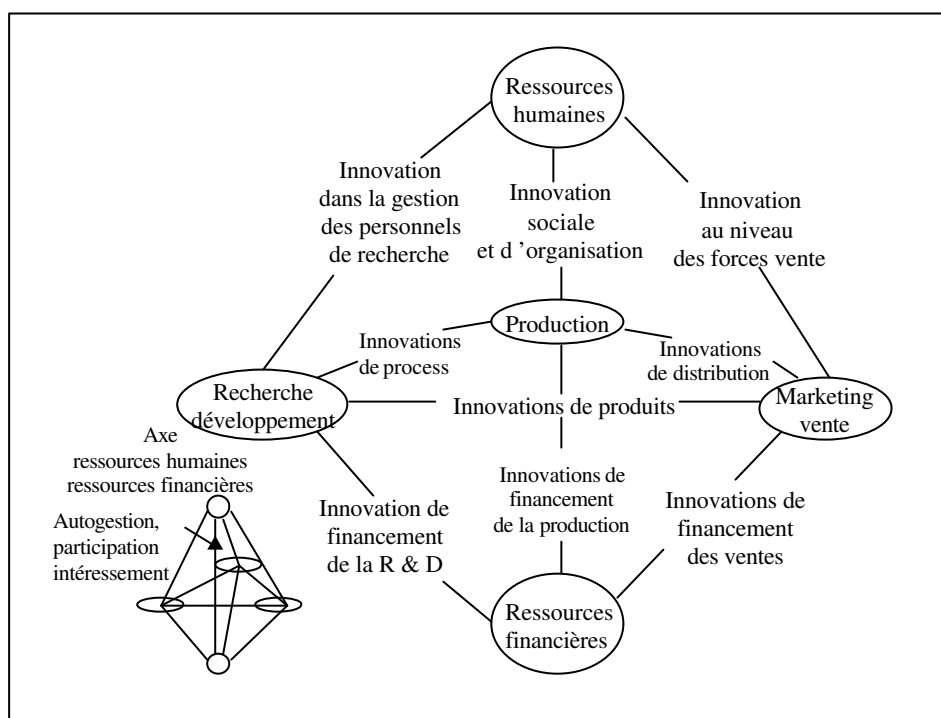 Ressources
humaines
Innovation
dans la gestion
des personnels
de recherche
Innovation
sociale
et d ’organisation
Innovation
au niveau
des forces vente
Production
Innovations
de process
Innovations
de distribution
Recherche
développement
Innovations de produits
Marketing
vente
Axe
ressources humaines
ressources financières
Autogestion,
participation
intéressement
Innovation de
financement
de la R & D
Innovations de
financement
de la production
Innovations de
financement
des ventes
Ressources
financières